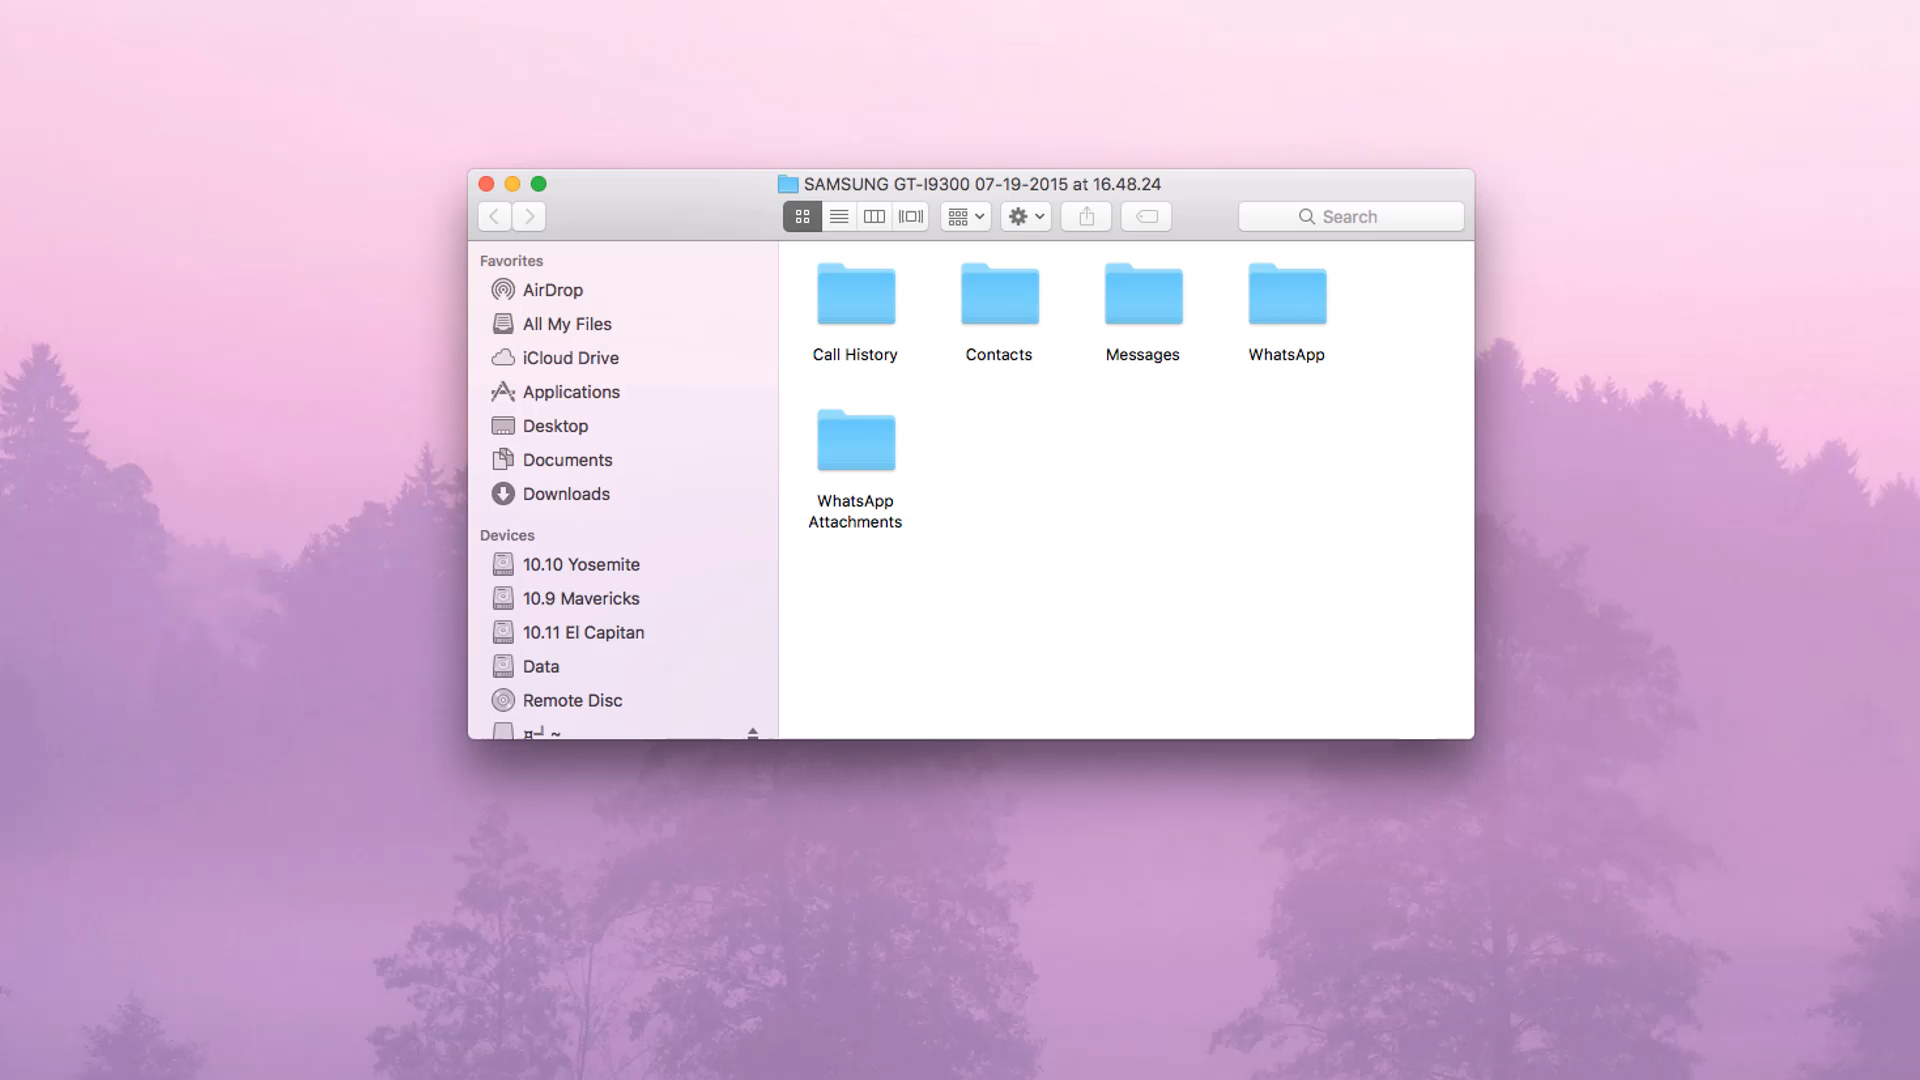 SAMSUNG GT-I9300 07-19-2015 at 16.48.24
Search
Favorites
AirDrop
All My Files
iCloud Drive
Applications
Desktop
Documents
Downloads
Devices
10.10 Yosemite
10.9 Mavericks
10.11 El Capitan
Data
Remote Disc
Call History
Contacts
Messages
WhatsApp
WhatsApp
Attachments